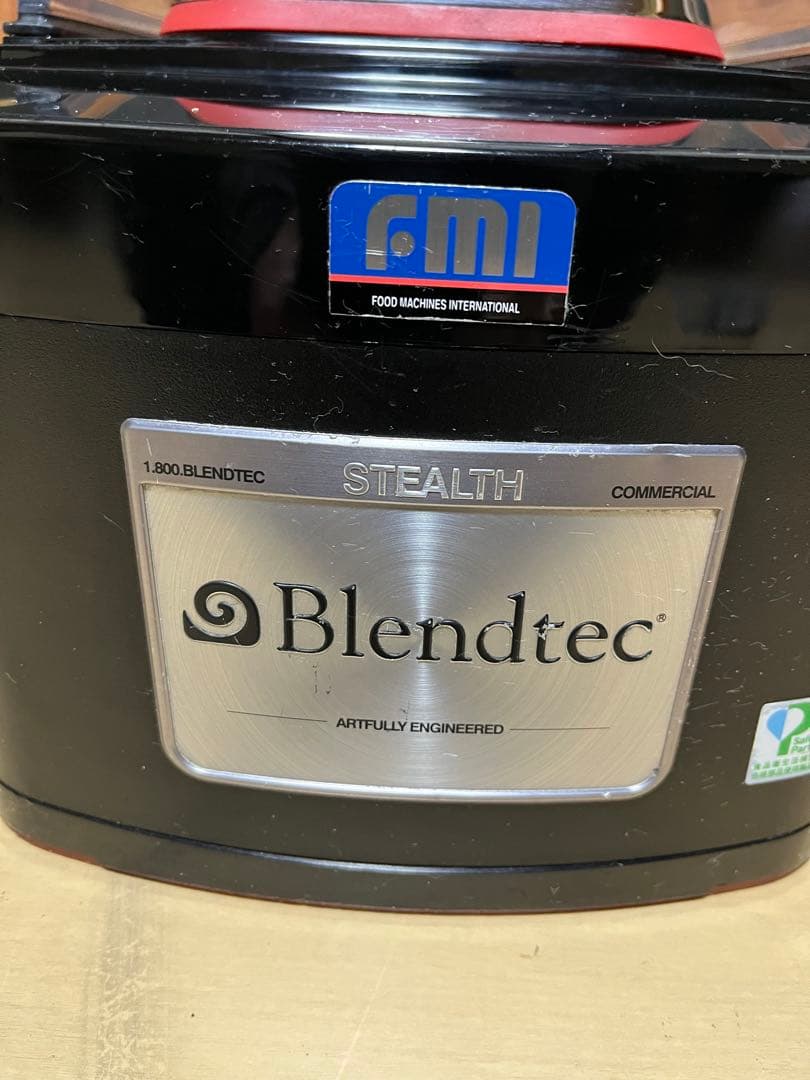 FMI
FOOD MACHINES INTERNATIONAL
1.800.BLENDTEC
STEALTH
COMMERCIAL
Blendtec®
ARTFULLY ENGINEERED